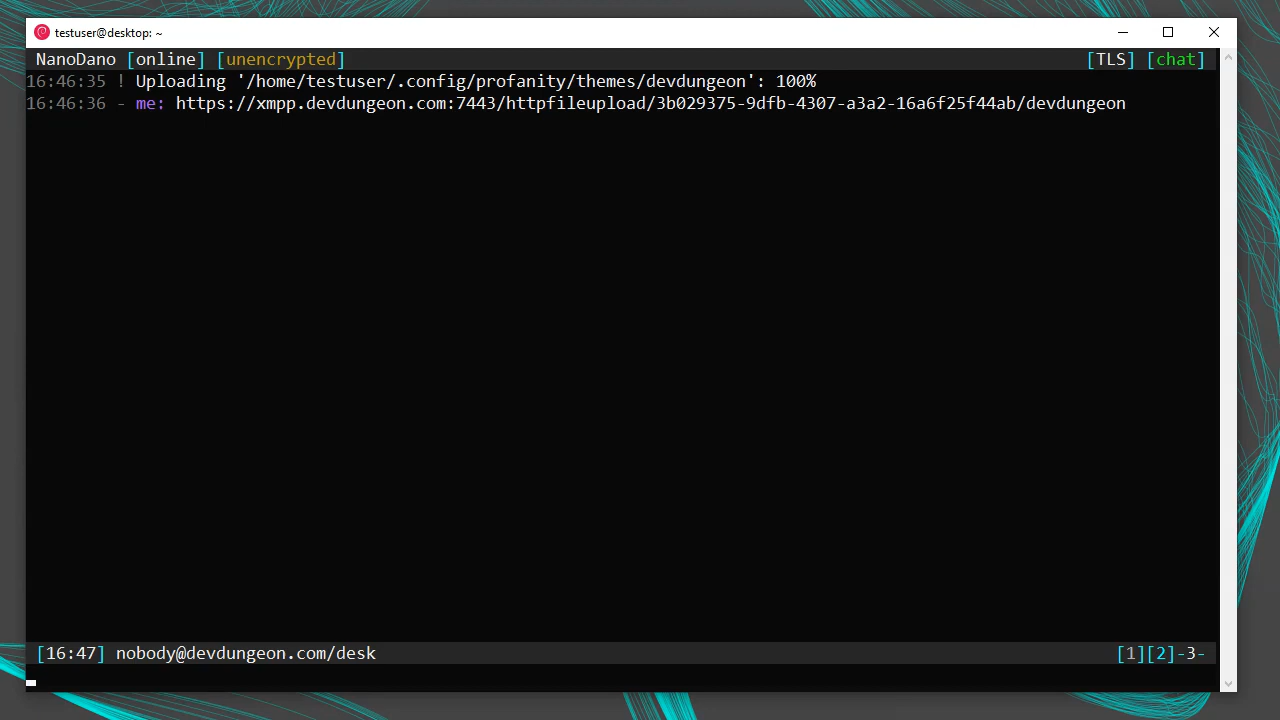 testuser@desktop: ~
NanoDano [online] [unencrypted] [TLS] [chat]
16:46:35 ! Uploading '/home/testuser/.config/profanity/themes/devdungeon': 100%
16:46:36 - me: https://xmpp.devdungeon.com:7443/httpfileupload/3b029375-9dfb-4307-a3a2-16a6f25f44ab/devdungeon
[16:47] nobody@devdungeon.com/desk [1][2]-3-